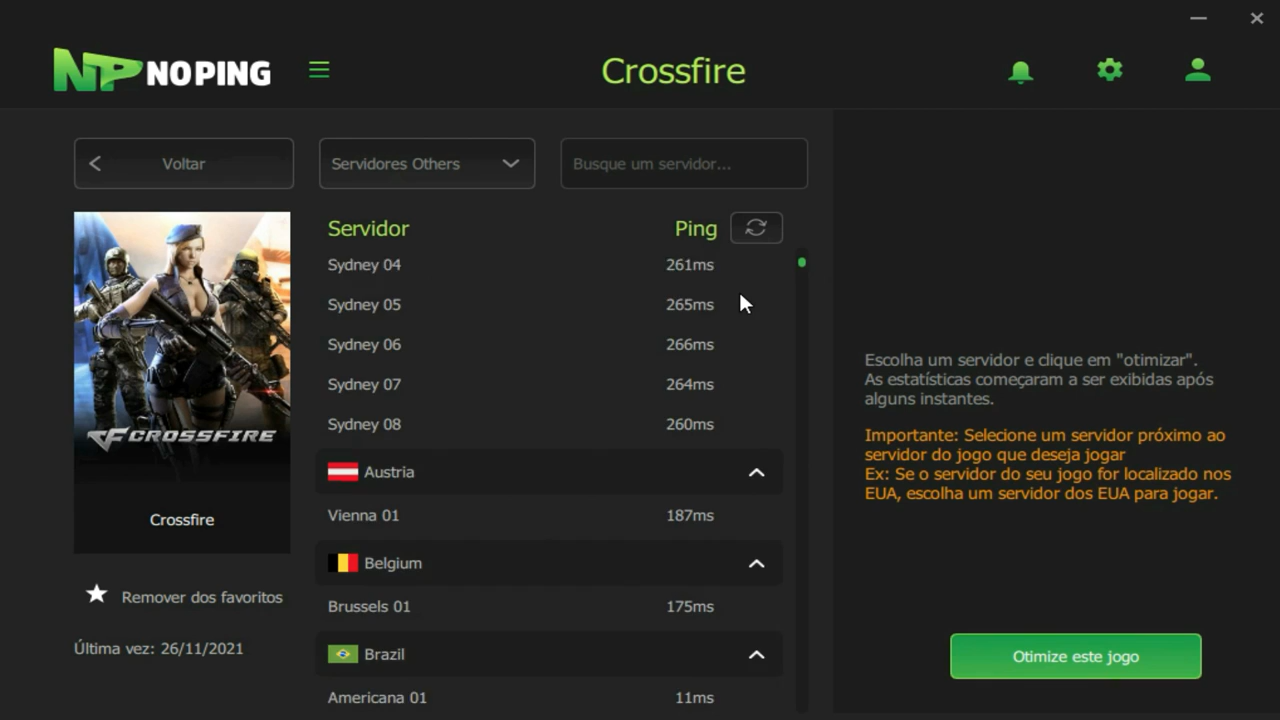 NP NOPING
Crossfire
Voltar
Servidores Others
Busque um servidor...
CROSSFIRE
Crossfire
Remover dos favoritos
Última vez: 26/11/2021
Servidor Ping
Sydney 04 261ms
Sydney 05 265ms
Sydney 06 266ms
Sydney 07 264ms
Sydney 08 260ms
Austria
Vienna 01 187ms
Belgium
Brussels 01 175ms
Brazil
Americana 01 11ms
Escolha um servidor e clique em "otimizar".
As estatísticas começaram a ser exibidas após
alguns instantes.
Importante: Selecione um servidor próximo ao
servidor do jogo que deseja jogar
Ex: Se o servidor do seu jogo for localizado nos
EUA, escolha um servidor dos EUA para jogar.
Otimize este jogo